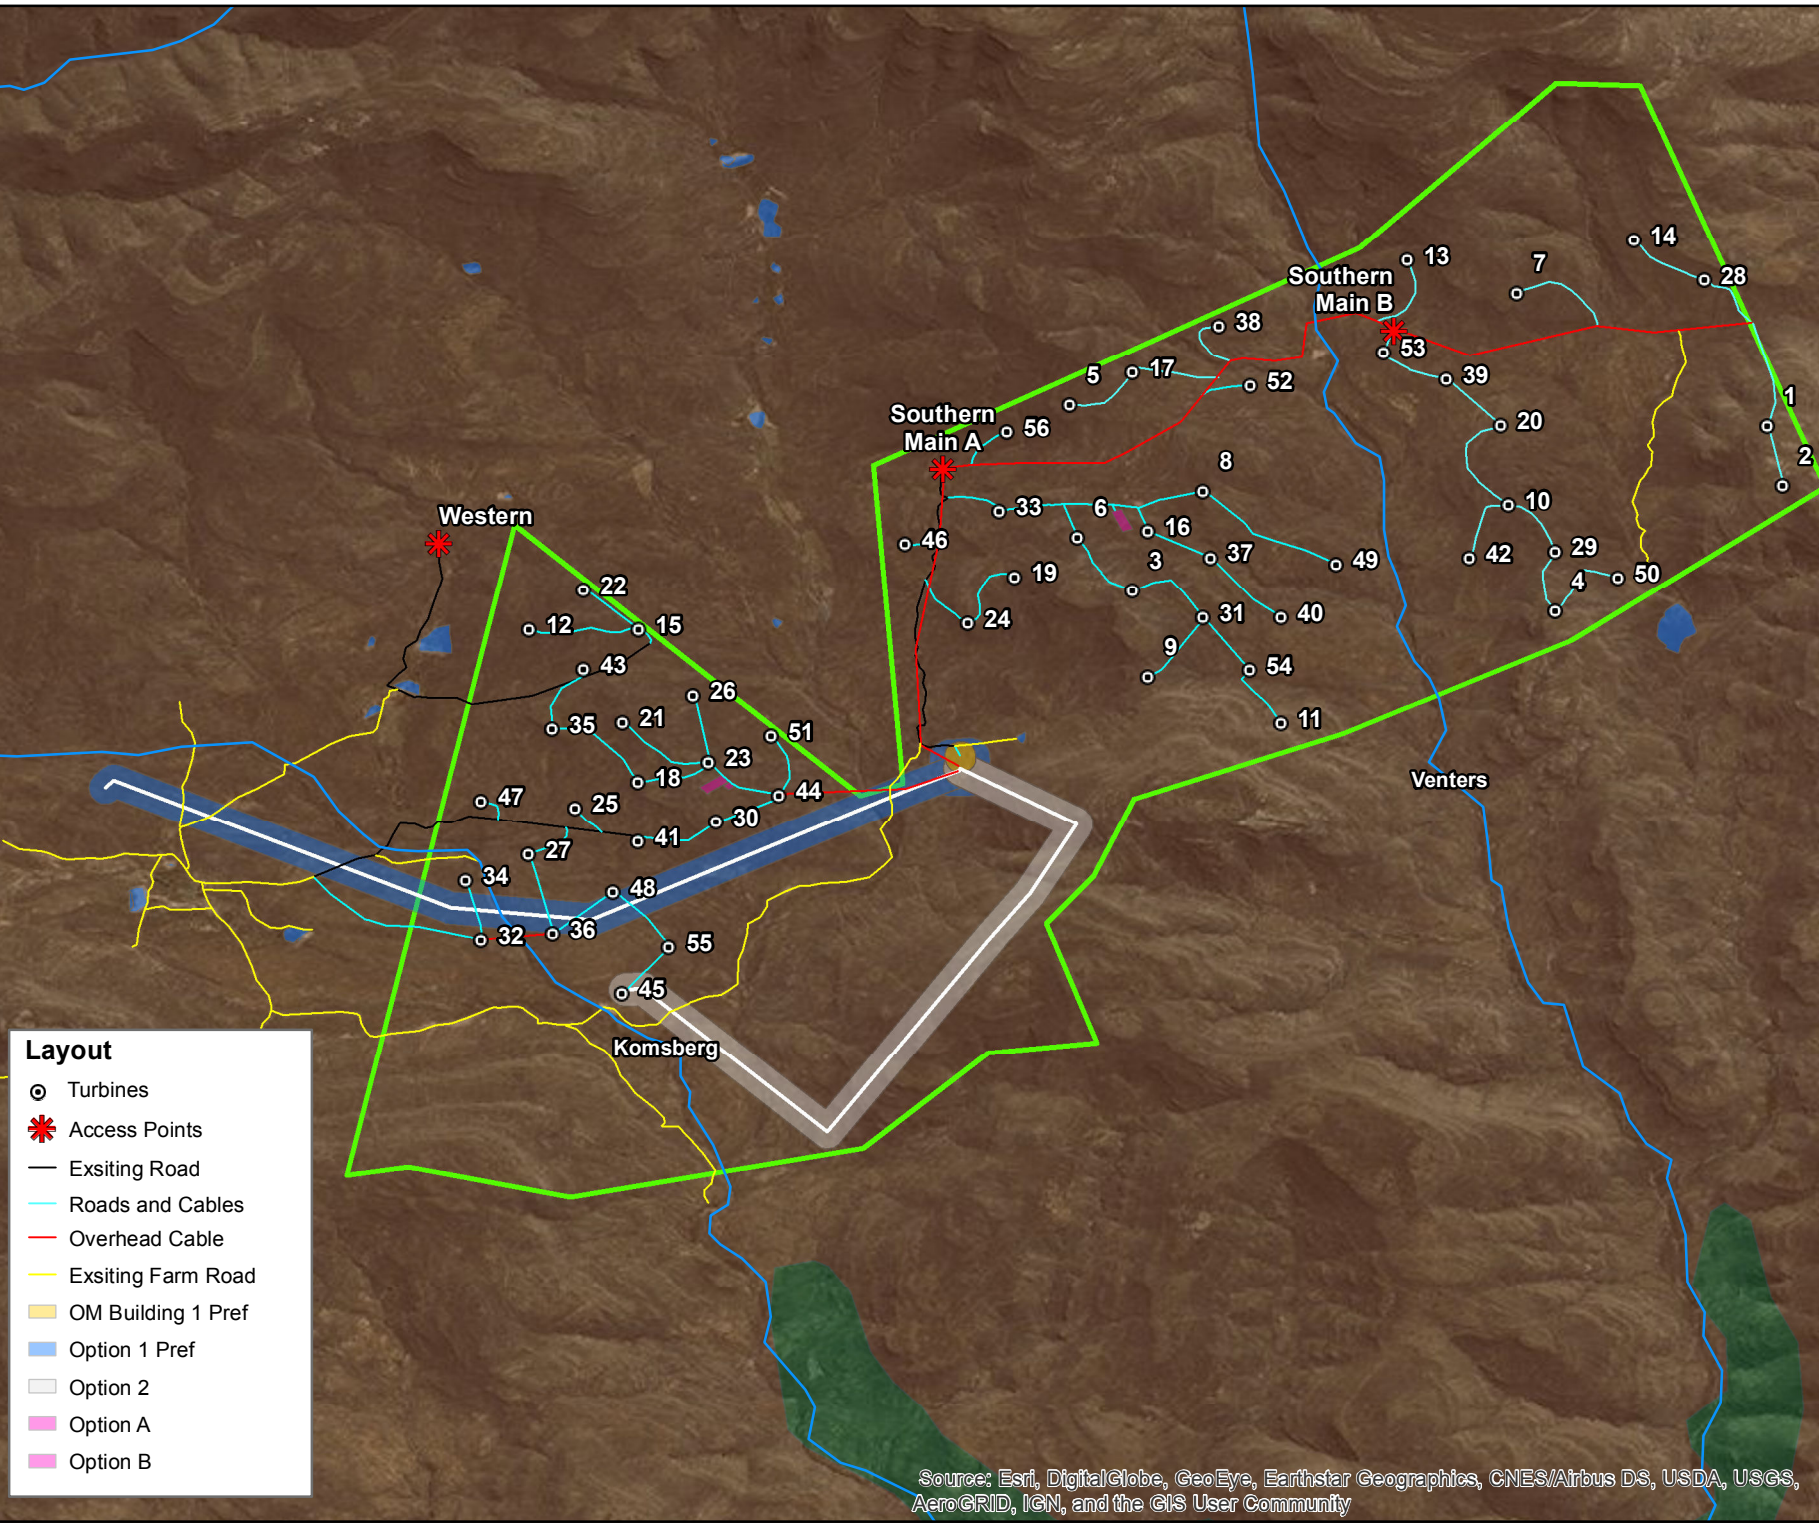 14
13
7
28
Southern
Main B
38
53
5
17
52
39
1
Southern
Main A
56
20
2
8
Western
33
6
10
16
46
3
37
49
42
29
19
4
50
22
24
31
40
12
15
9
43
54
26
35
21
51
11
23
18
44
Venters
47
25
30
41
27
34
48
32
36
55
45
Komsberg
Layout
Turbines
Access Points
Exsiting Road
Roads and Cables
Overhead Cable
Exsiting Farm Road
OM Building 1 Pref
Option 1 Pref
Option 2
Option A
Option B
Source: Esri, DigitalGlobe, GeoEye, Earthstar Geographics, CNES/Airbus DS, USDA, USGS,
AeroGRID, IGN, and the GIS User Community